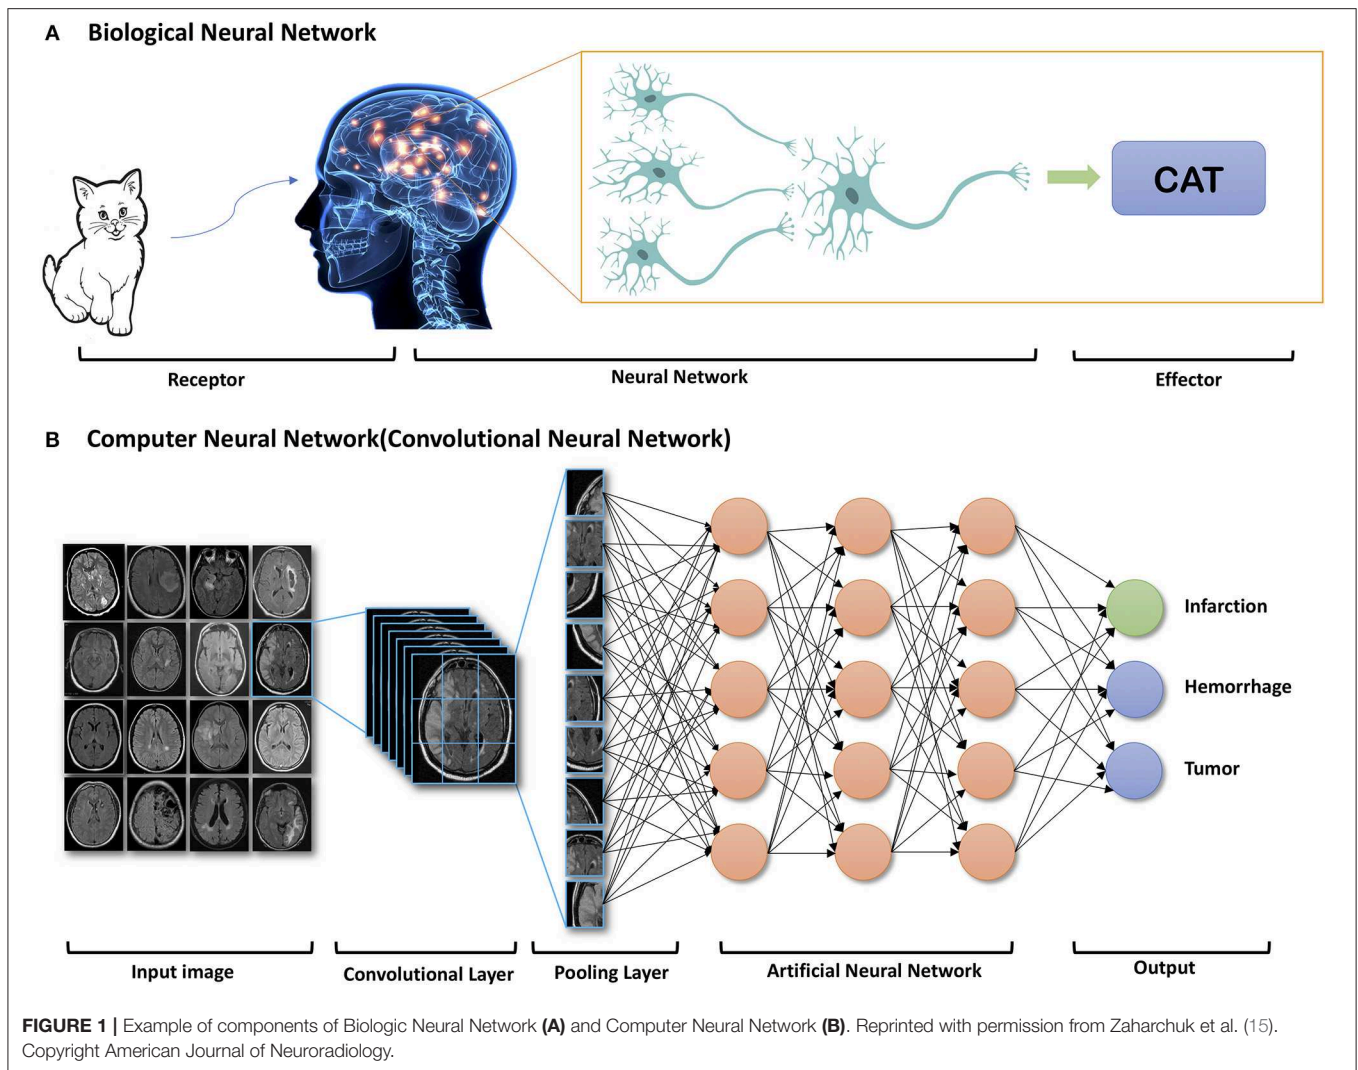 A Biological Neural Network
CAT
Receptor
Neural Network
Effector
B Computer Neural Network(Convolutional Neural Network)
Infarction
Hemorrhage
Tumor
Input image
Convolutional Layer
Pooling Layer
Artificial Neural Network
Output
FIGURE 1 | Example of components of Biologic Neural Network (A) and Computer Neural Network (B). Reprinted with permission from Zaharchuk et al. (15).
Copyright American Journal of Neuroradiology.